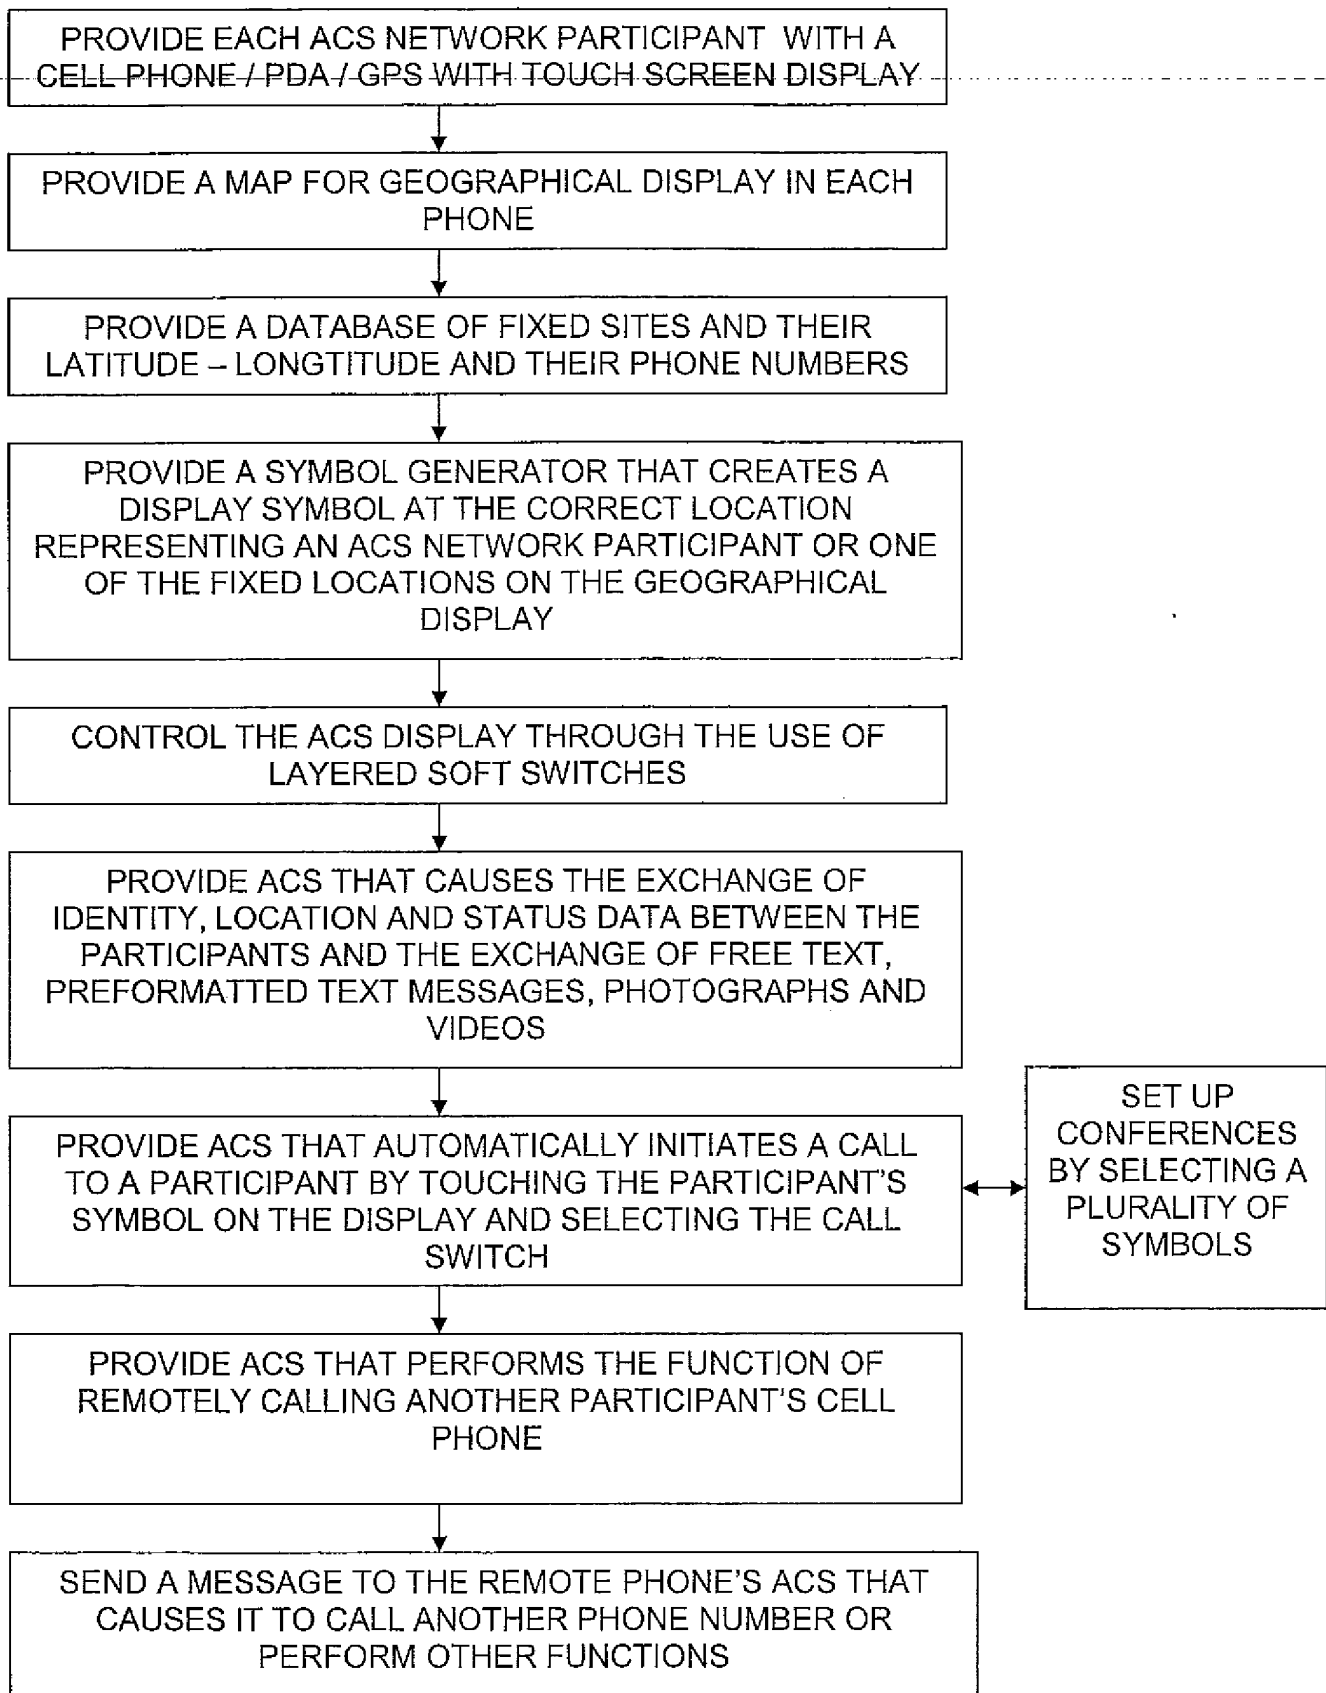 PROVIDE EACH ACS NETWORK PARTICIPANT WITH A
CELL PHONE / PDA / GPS WITH TOUCH SCREEN DISPLAY
PROVIDE A MAP FOR GEOGRAPHICAL DISPLAY IN EACH
PHONE
PROVIDE A DATABASE OF FIXED SITES AND THEIR
LATITUDE – LONGTITUDE AND THEIR PHONE NUMBERS
PROVIDE A SYMBOL GENERATOR THAT CREATES A
DISPLAY SYMBOL AT THE CORRECT LOCATION
REPRESENTING AN ACS NETWORK PARTICIPANT OR ONE
OF THE FIXED LOCATIONS ON THE GEOGRAPHICAL
DISPLAY
CONTROL THE ACS DISPLAY THROUGH THE USE OF
LAYERED SOFT SWITCHES
PROVIDE ACS THAT CAUSES THE EXCHANGE OF
IDENTITY, LOCATION AND STATUS DATA BETWEEN THE
PARTICIPANTS AND THE EXCHANGE OF FREE TEXT,
PREFORMATTED TEXT MESSAGES, PHOTOGRAPHS AND
VIDEOS
PROVIDE ACS THAT AUTOMATICALLY INITIATES A CALL
TO A PARTICIPANT BY TOUCHING THE PARTICIPANT'S
SYMBOL ON THE DISPLAY AND SELECTING THE CALL
SWITCH
SET UP
CONFERENCES
BY SELECTING A
PLURALITY OF
SYMBOLS
PROVIDE ACS THAT PERFORMS THE FUNCTION OF
REMOTELY CALLING ANOTHER PARTICIPANT'S CELL
PHONE
SEND A MESSAGE TO THE REMOTE PHONE'S ACS THAT
CAUSES IT TO CALL ANOTHER PHONE NUMBER OR
PERFORM OTHER FUNCTIONS